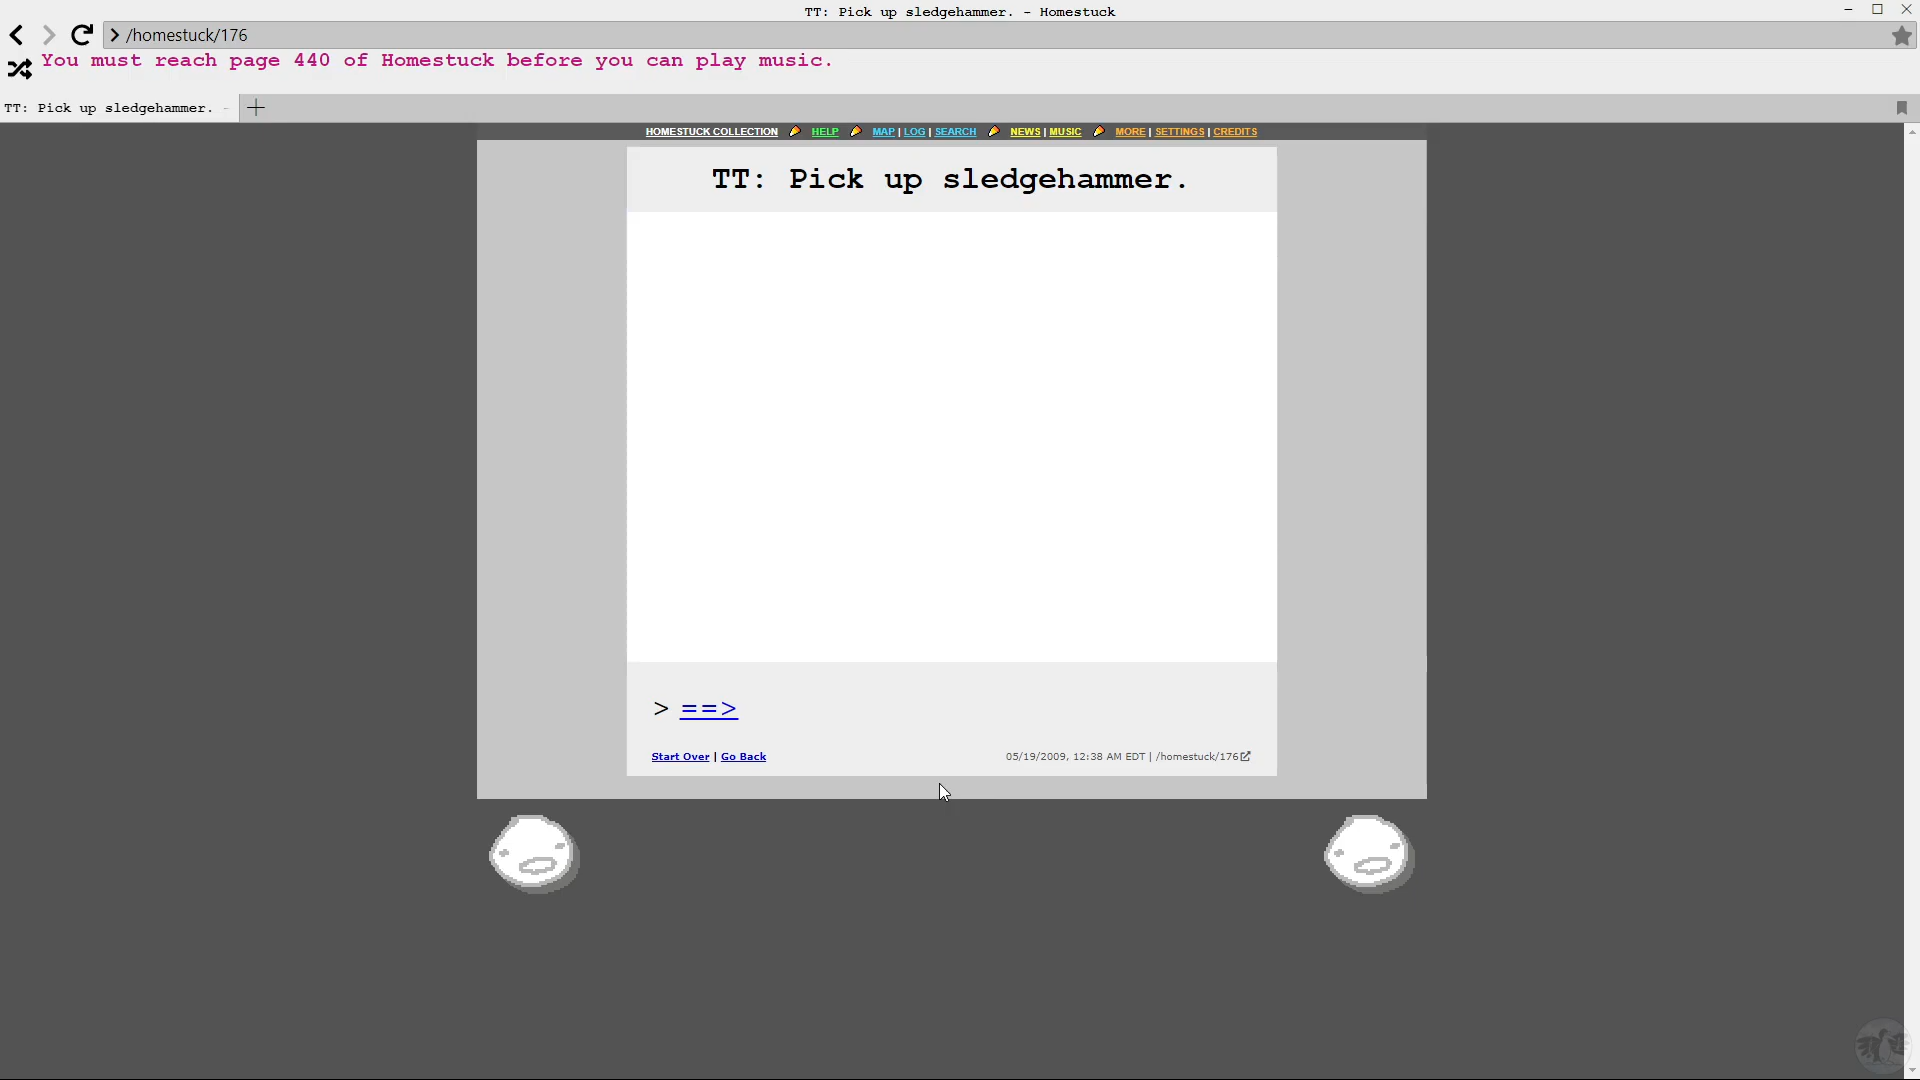 TT: Pick up sledgehammer. - Homestuck
/homestuck/176
You must reach page 440 of Homestuck before you can play music.
TT: Pick up sledgehammer. -
HOMESTUCK COLLECTION HELP MAP | LOG | SEARCH NEWS | MUSIC MORE | SETTINGS | CREDITS
TT: Pick up sledgehammer.
> ==>
Start Over | Go Back 05/19/2009, 12:38 AM EDT | /homestuck/176